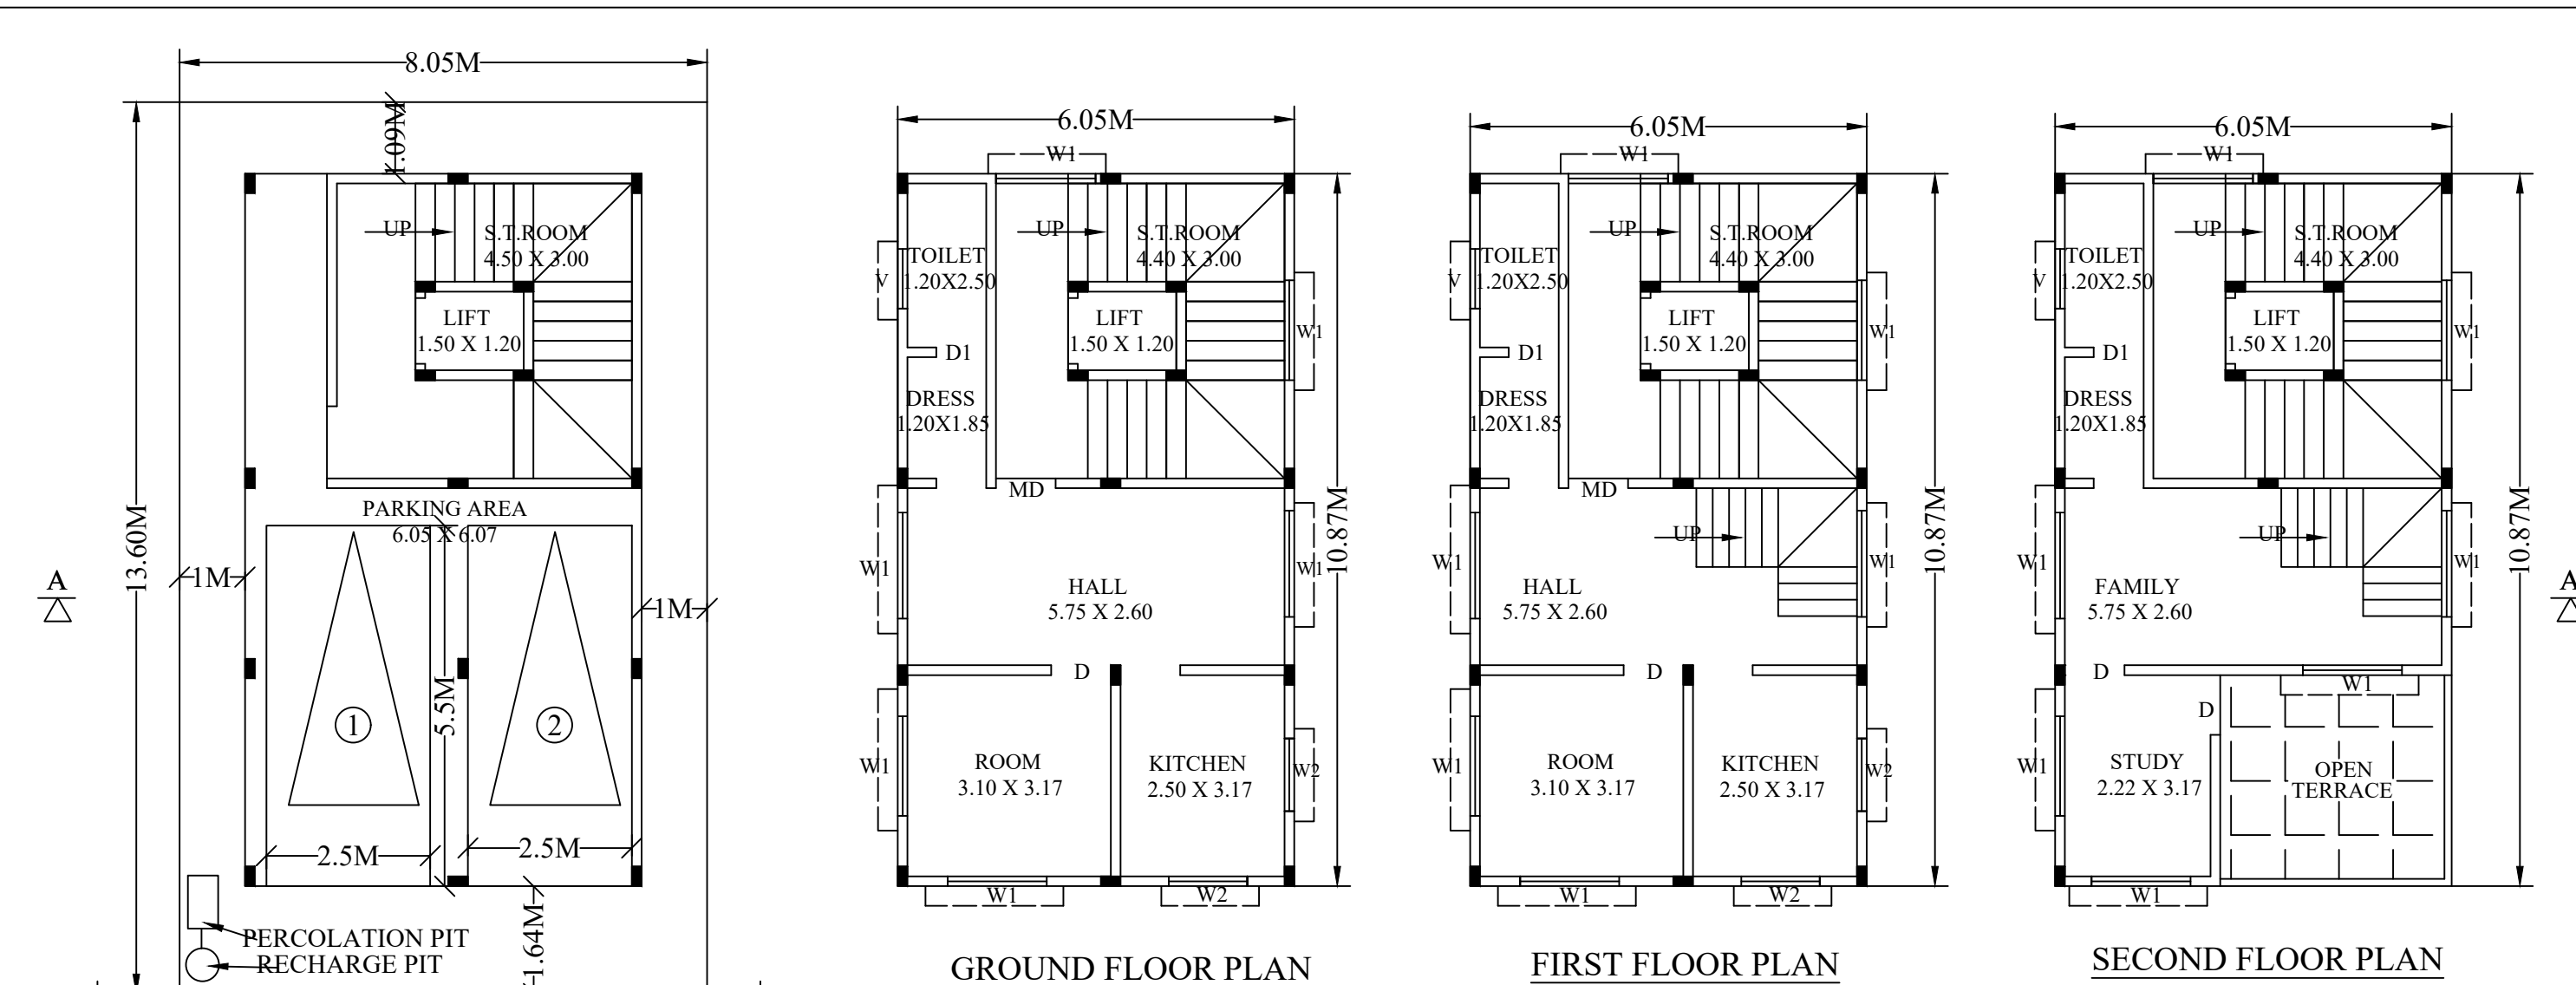 8.05M
1.09M
UP
S.T.ROOM
4.50 X 3.00
LIFT
1.50 X 1.20
PARKING AREA
6.05 X 6.07
13.60M
A
1M
1M
5.5M
1
2
2.5M
2.5M
PERCOLATION PIT
RECHARGE PIT
1.64M
6.05M
W1
UP
S.T.ROOM
4.40 X 3.00
TOILET
1.20X2.50
V
LIFT
1.50 X 1.20
W1
D1
DRESS
1.20X1.85
MD
10.87M
W1
W1
HALL
5.75 X 2.60
D
W1
ROOM
3.10 X 3.17
KITCHEN
2.50 X 3.17
W2
W1
W2
GROUND FLOOR PLAN
6.05M
W1
UP
S.T.ROOM
4.40 X 3.00
TOILET
1.20X2.50
V
LIFT
1.50 X 1.20
W1
D1
DRESS
1.20X1.85
MD
10.87M
UP
W1
W1
HALL
5.75 X 2.60
D
W1
ROOM
3.10 X 3.17
KITCHEN
2.50 X 3.17
W2
W1
W2
FIRST FLOOR PLAN
6.05M
W1
UP
S.T.ROOM
4.40 X 3.00
TOILET
1.20X2.50
V
LIFT
1.50 X 1.20
W1
D1
DRESS
1.20X1.85
10.87M
UP
W1
W1
A
FAMILY
5.75 X 2.60
D
W1
D
W1
STUDY
2.22 X 3.17
OPEN
TERRACE
W1
SECOND FLOOR PLAN